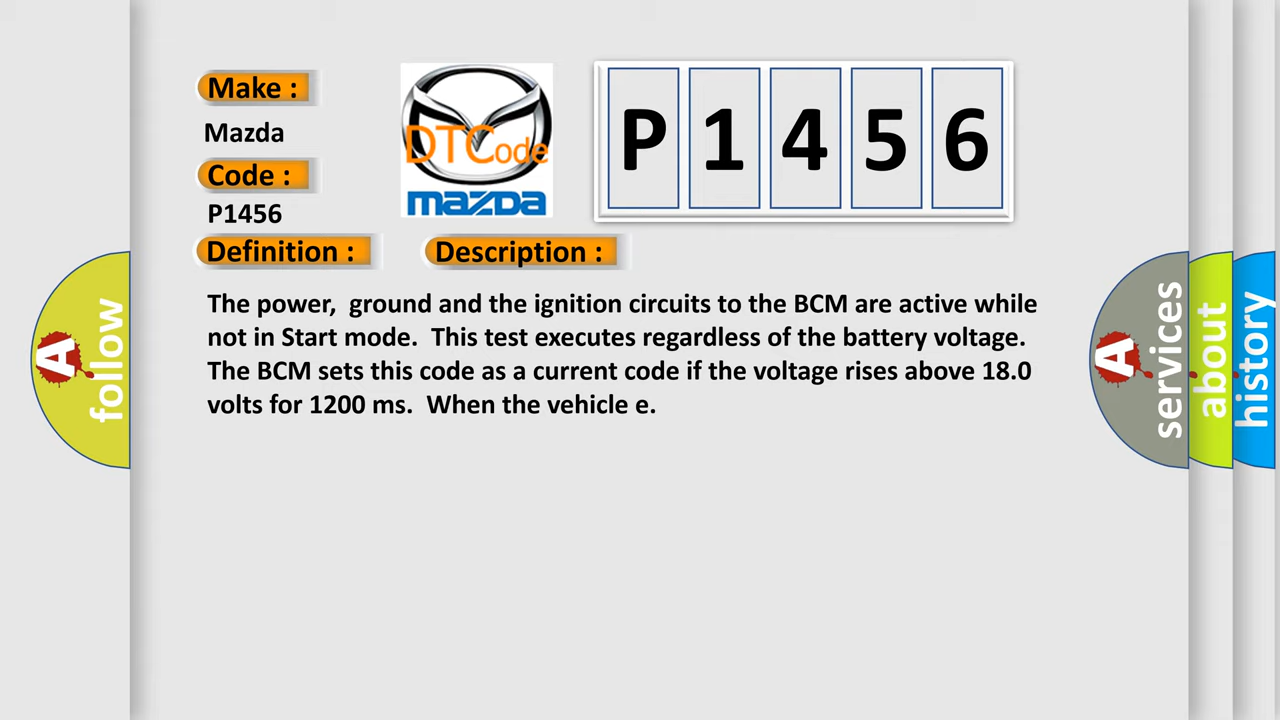 Make :
Mazda
Code :
P1456
DTCode
mazda
P 1 4 5 6
Definition :
Description :
The power,  ground and the ignition circuits to the BCM are active while
not in Start mode  This test executes regardless of the battery voltage.
The BCM sets this code as a current code if the voltage rises above 18.0
volts for 1200 ms.  When the vehicle e.
A follow
A services
about
history